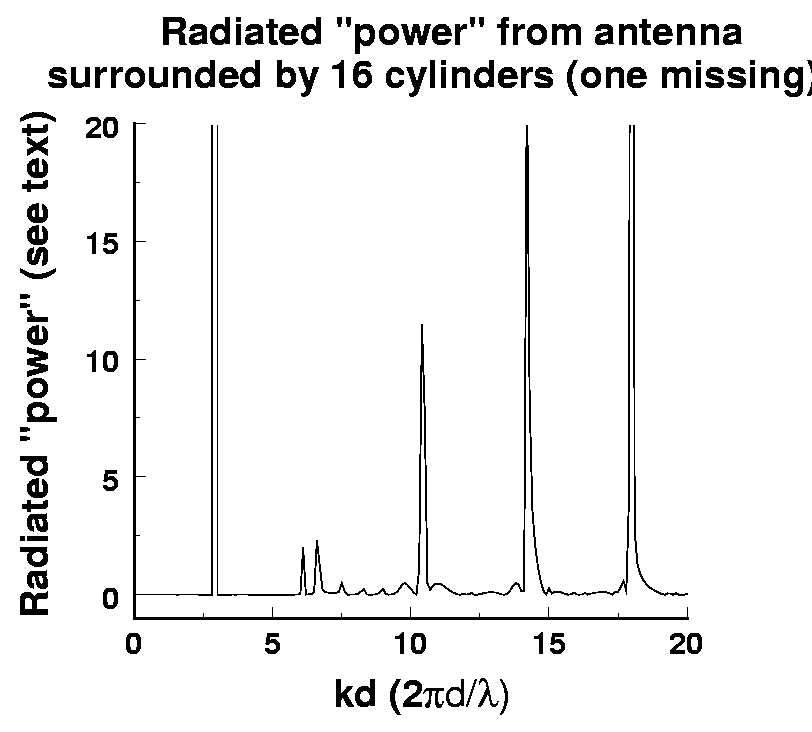 Radiated "power" from antenna
surrounded by 16 cylinders (one missing)
Radiated "power" (see text)
20
15
10
5
0
0 5 10 15 20
kd (2πd/λ)